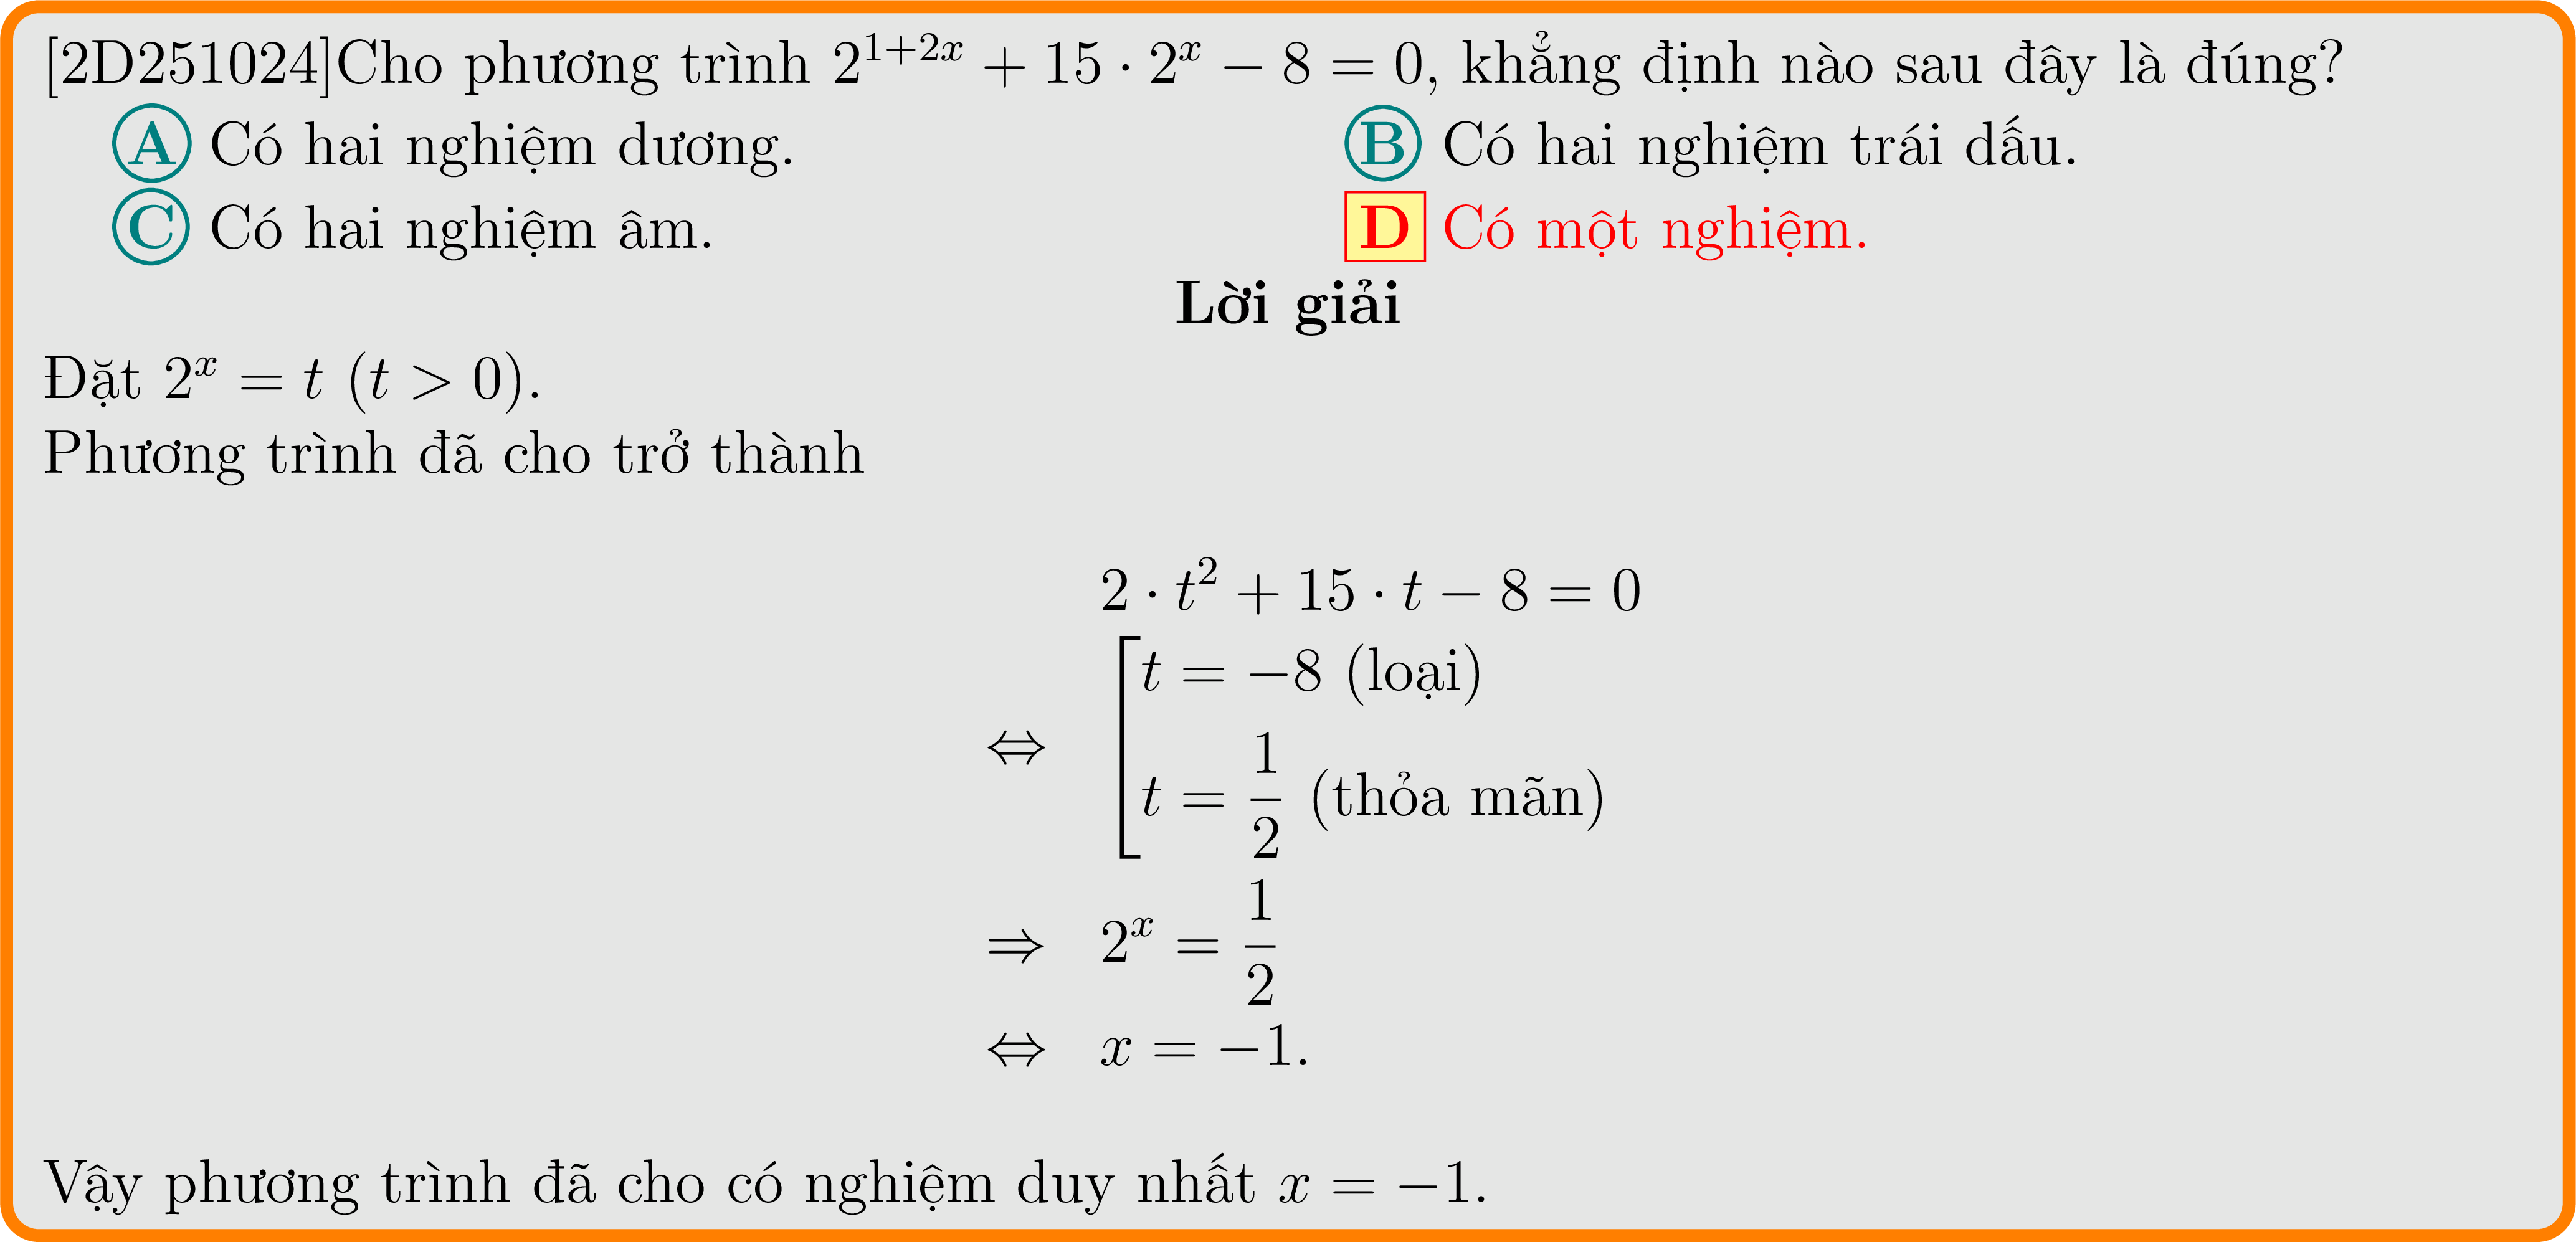 [2D251024]Cho phương trình $2^{1+2x} + 15 \cdot 2^x - 8 = 0$, khẳng định nào sau đây là đúng?
A Có hai nghiệm dương. B Có hai nghiệm trái dấu.
C Có hai nghiệm âm. D Có một nghiệm.
Lời giải
Đặt $2^x = t$ $(t > 0)$.
Phương trình đã cho trở thành
$2 \cdot t^2 + 15 \cdot t - 8 = 0$
$\Leftrightarrow \left[\begin{array}{l} t = -8 \text{ (loại)} \\ t = \dfrac{1}{2} \text{ (thỏa mãn)} \end{array}\right.$
$\Rightarrow 2^x = \dfrac{1}{2}$
$\Leftrightarrow x = -1.$
Vậy phương trình đã cho có nghiệm duy nhất $x = -1$.